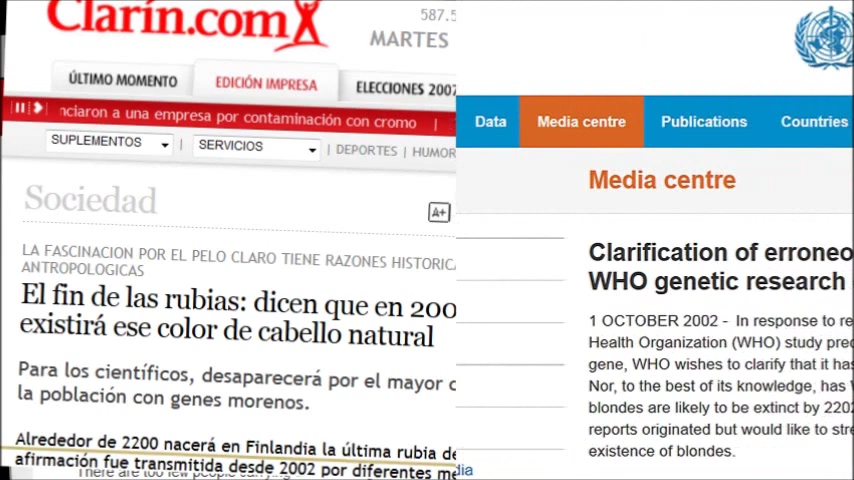 Clarín.com
587.5
MARTES
ÚLTIMO MOMENTO
EDICIÓN IMPRESA
ELECCIONES 2007
nciaron a una empresa por contaminación con cromo |
SUPLEMENTOS
| SERVICIOS
| DEPORTES | HUMOR
Sociedad
A+
LA FASCINACION POR EL PELO CLARO TIENE RAZONES HISTORICA
ANTROPOLOGICAS
El fin de las rubias: dicen que en 200
existirá ese color de cabello natural
Para los científicos, desaparecerá por el mayor
la población con genes morenos.
Alrededor de 2200 nacerá en Finlandia la última rubia de
afirmación fue transmitida desde 2002 por diferentes me
Data
Media centre
Publications
Countries
Media centre
Clarification of erroneo
WHO genetic research
1 OCTOBER 2002 - In response to re
Health Organization (WHO) study pred
gene, WHO wishes to clarify that it has
Nor, to the best of its knowledge, has
blondes are likely to be extinct by 2202
reports originated but would like to stre
existence of blondes.
dia